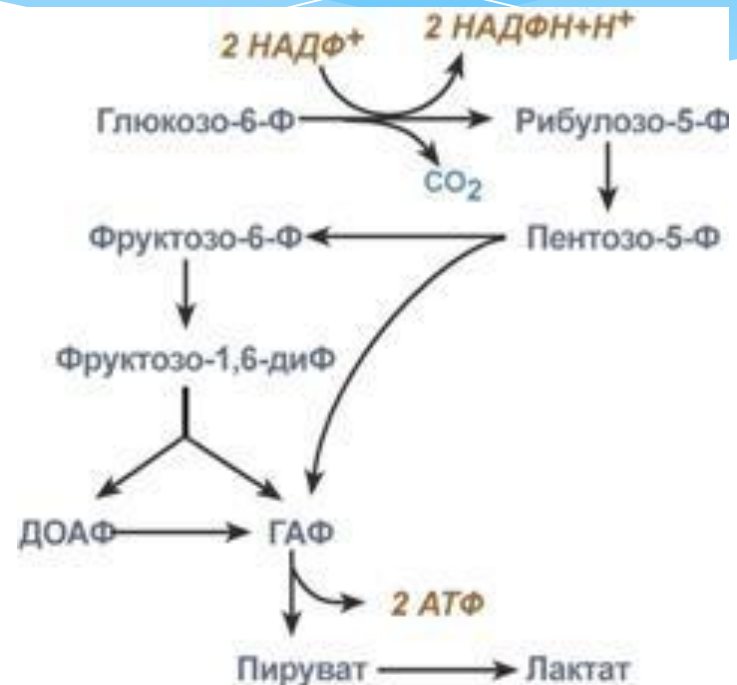 2 НАДФ+ 2 НАДФН+Н+
Глюкозо-6-Ф Рибулозо-5-Ф
CO2
Фруктозо-6-Ф Пентозо-5-Ф
Фруктозо-1,6-диФ
ДОАФ ГАФ
2 АТФ
Пируват Лактат